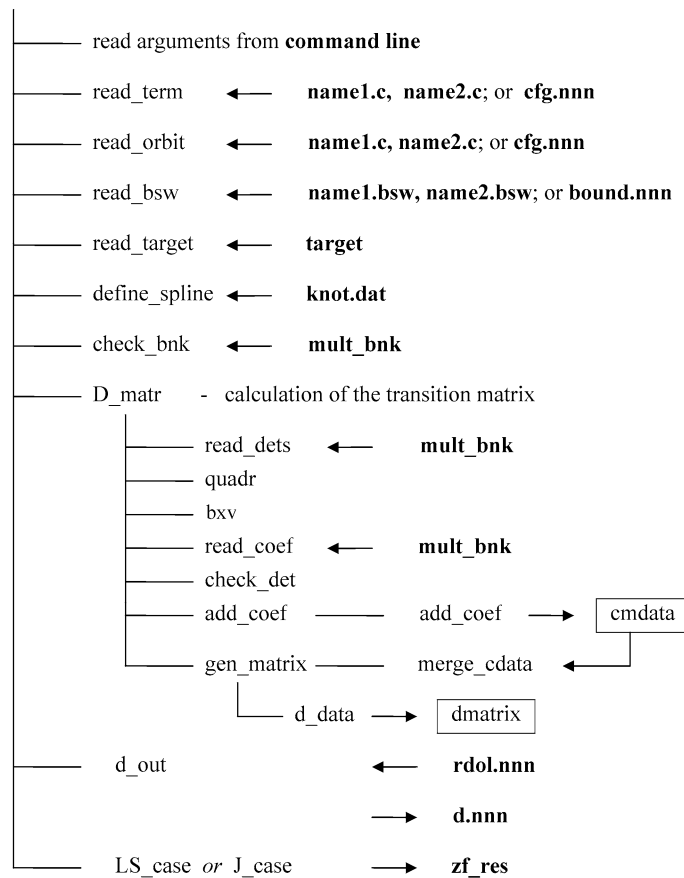 read arguments from command line
read_term name1.c, name2.c; or cfg.nnn
read_orbit name1.c, name2.c; or cfg.nnn
read_bsw name1.bsw, name2.bsw; or bound.nnn
read_target target
define_spline knot.dat
check_bnk mult_bnk
D_matr - calculation of the transition matrix
read_dets mult_bnk
quadr
bxv
read_coef mult_bnk
check_det
add_coef add_coef cmdata
gen_matrix merge_cdata
d_data dmatrix
d_out rdol.nnn
d.nnn
LS_case or J_case zf_res